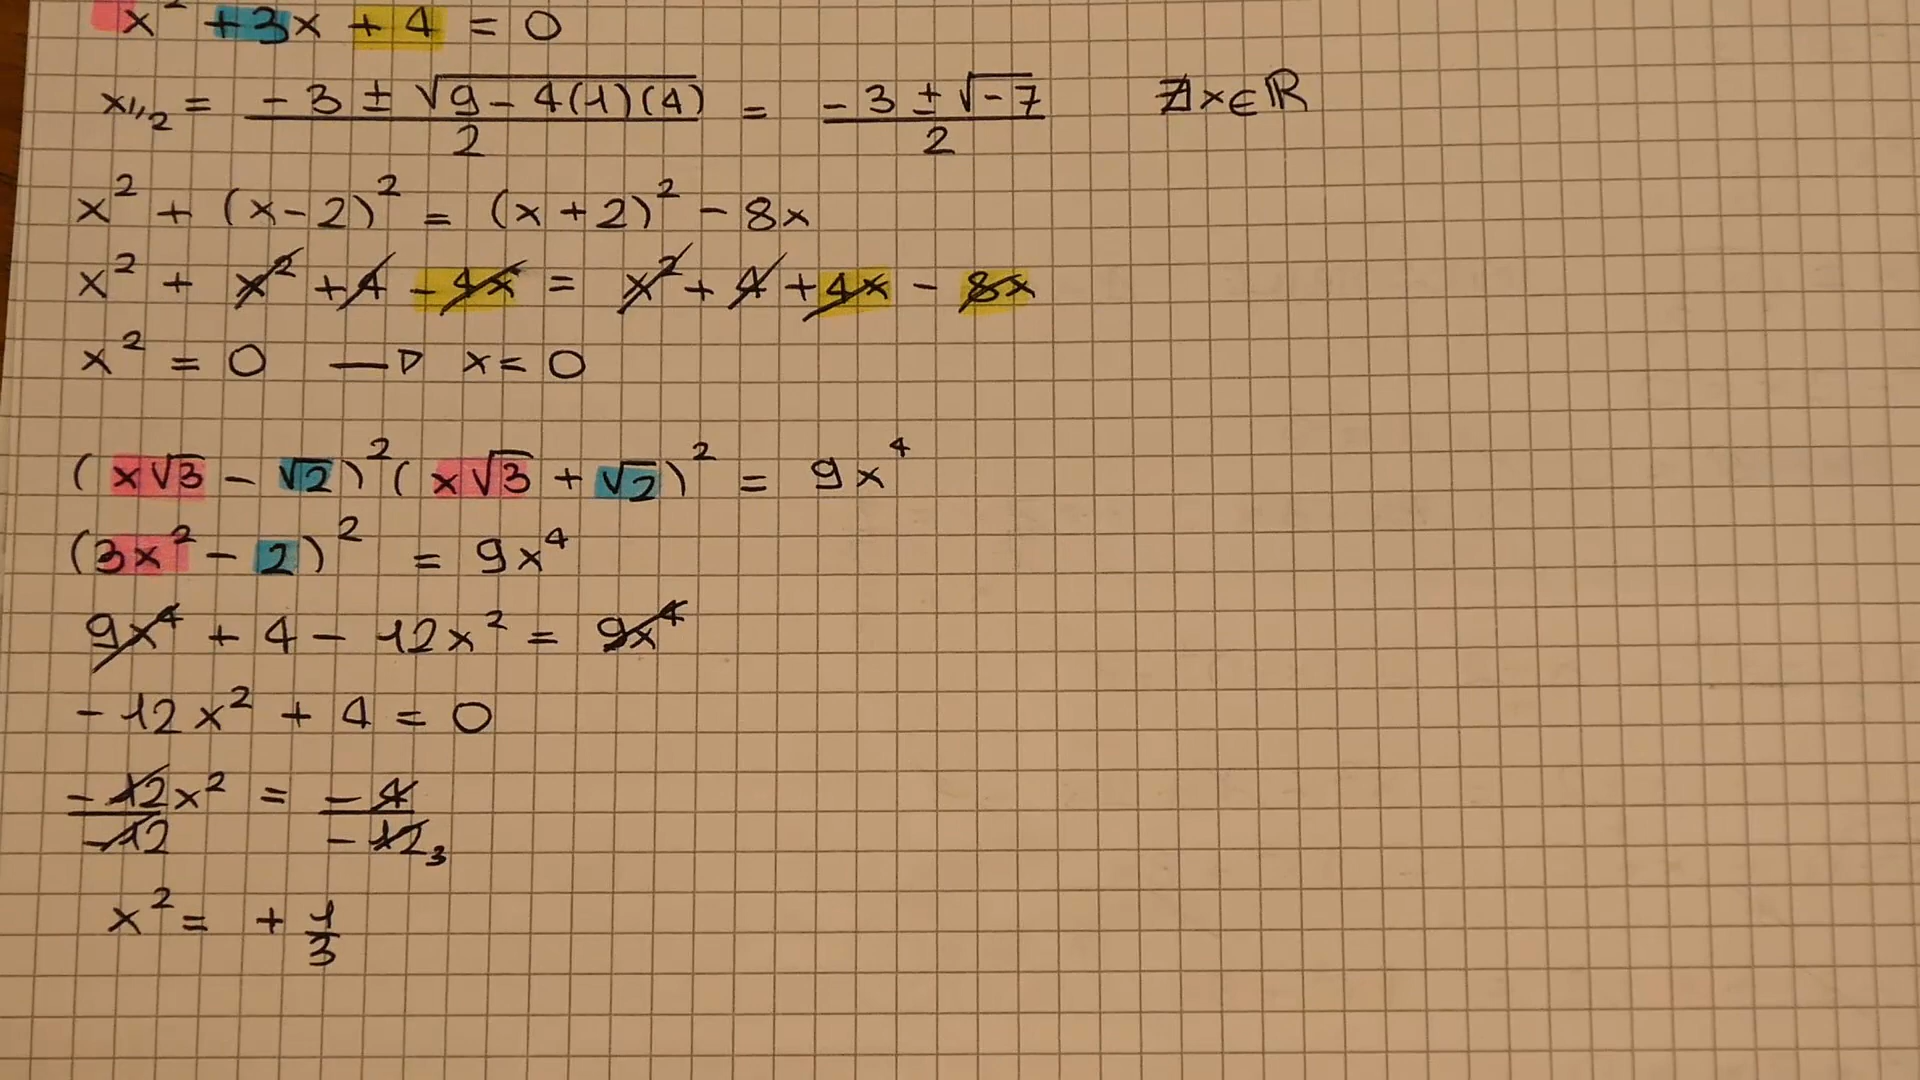 x² +3x +4 = 0
x1,2 = (-3 ± √(9 - 4(1)(4)))/2 = (-3 ± √-7)/2 ∄x∈ℝ
x² + (x-2)² = (x+2)² - 8x
x² + x² + 4 - 4x = x² + 4 + 4x - 8x
x² = 0 → x = 0
(x√3 - √2)² (x√3 + √2)² = 9x⁴
(3x² - 2)² = 9x⁴
9x⁴ + 4 - 12x² = 9x⁴
-12x² + 4 = 0
-12x²/-12 = -4/-12 3
x² = + 1/3